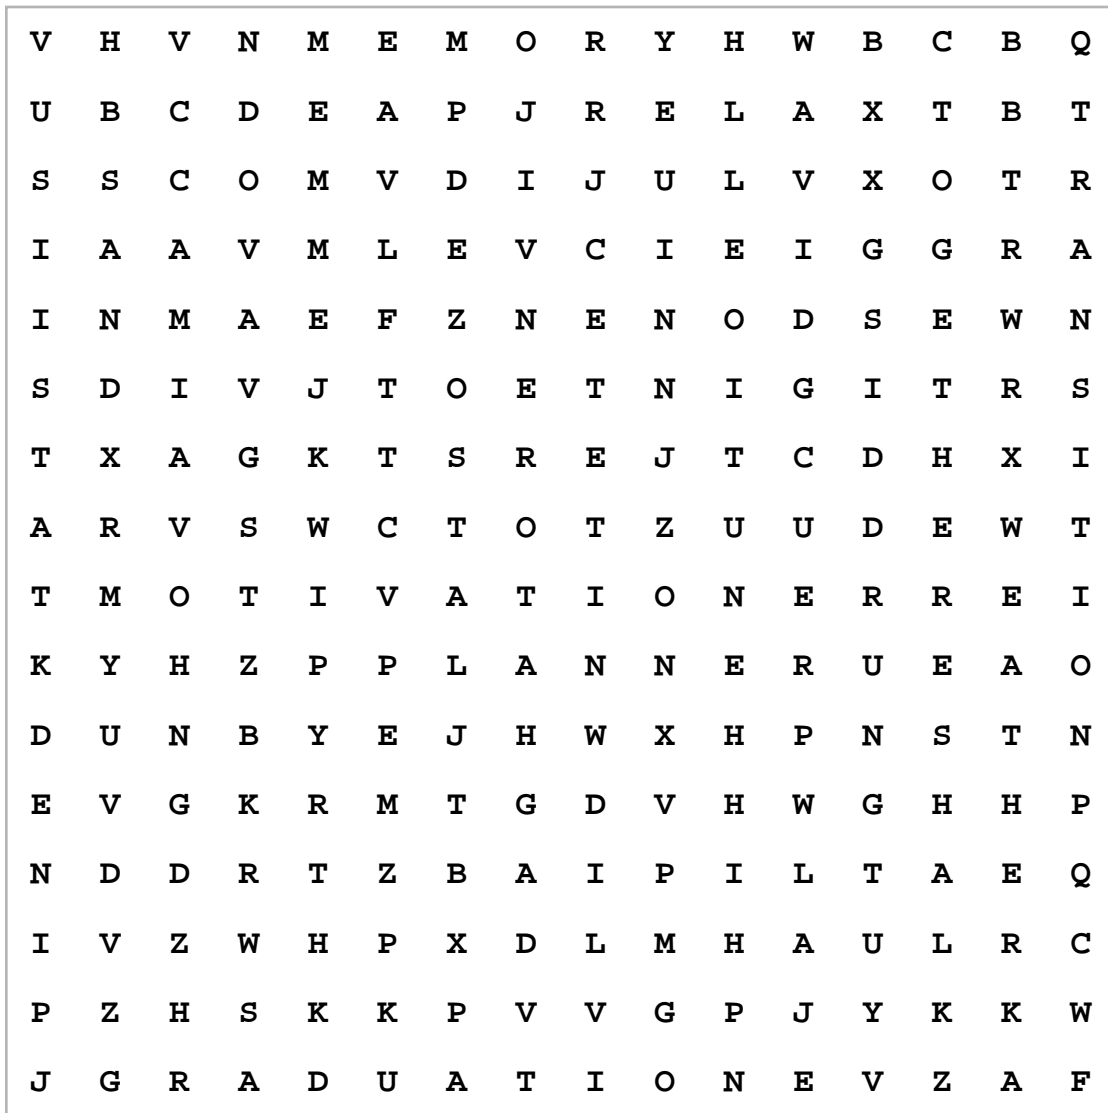 V H V N M E M O R Y H W B C B Q
U B C D E A P J R E L A X T B T
S S C O M V D I J U L V X O T R
I A A V M L E V C I E I G G R A
I N M A E F Z N E N O D S E W N
S D I V J T O E T N I G I T R S
T X A G K T S R E J T C D H X I
A R V S W C T O T Z U U D E W T
T M O T I V A T I O N E R R E I
K Y H Z P P L A N N E R U E A O
D U N B Y E J H W X H P N S T N
E V G K R M T G D V H W G H H P
N D D R T Z B A I P I L T A E Q
I V Z W H P X D L M H A U L R C
P Z H S K K P V V G P J Y K K W
J G R A D U A T I O N E V Z A F